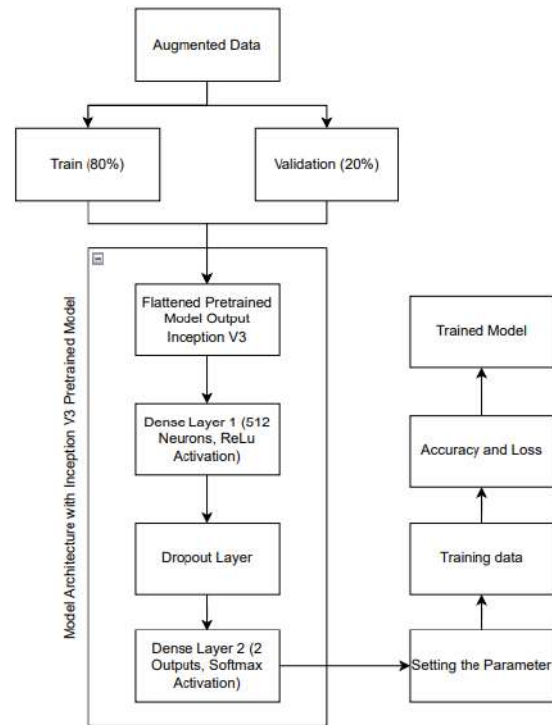 Augmented Data
Train (80%)
Validation (20%)
Model Architecture with Inception V3 Pretrained Model
Flattened Pretrained
Model Output
Inception V3
Dense Layer 1 (512
Neurons, ReLu
Activation)
Dropout Layer
Dense Layer 2 (2
Outputs, Softmax
Activation)
Setting the Parameter
Training data
Accuracy and Loss
Trained Model